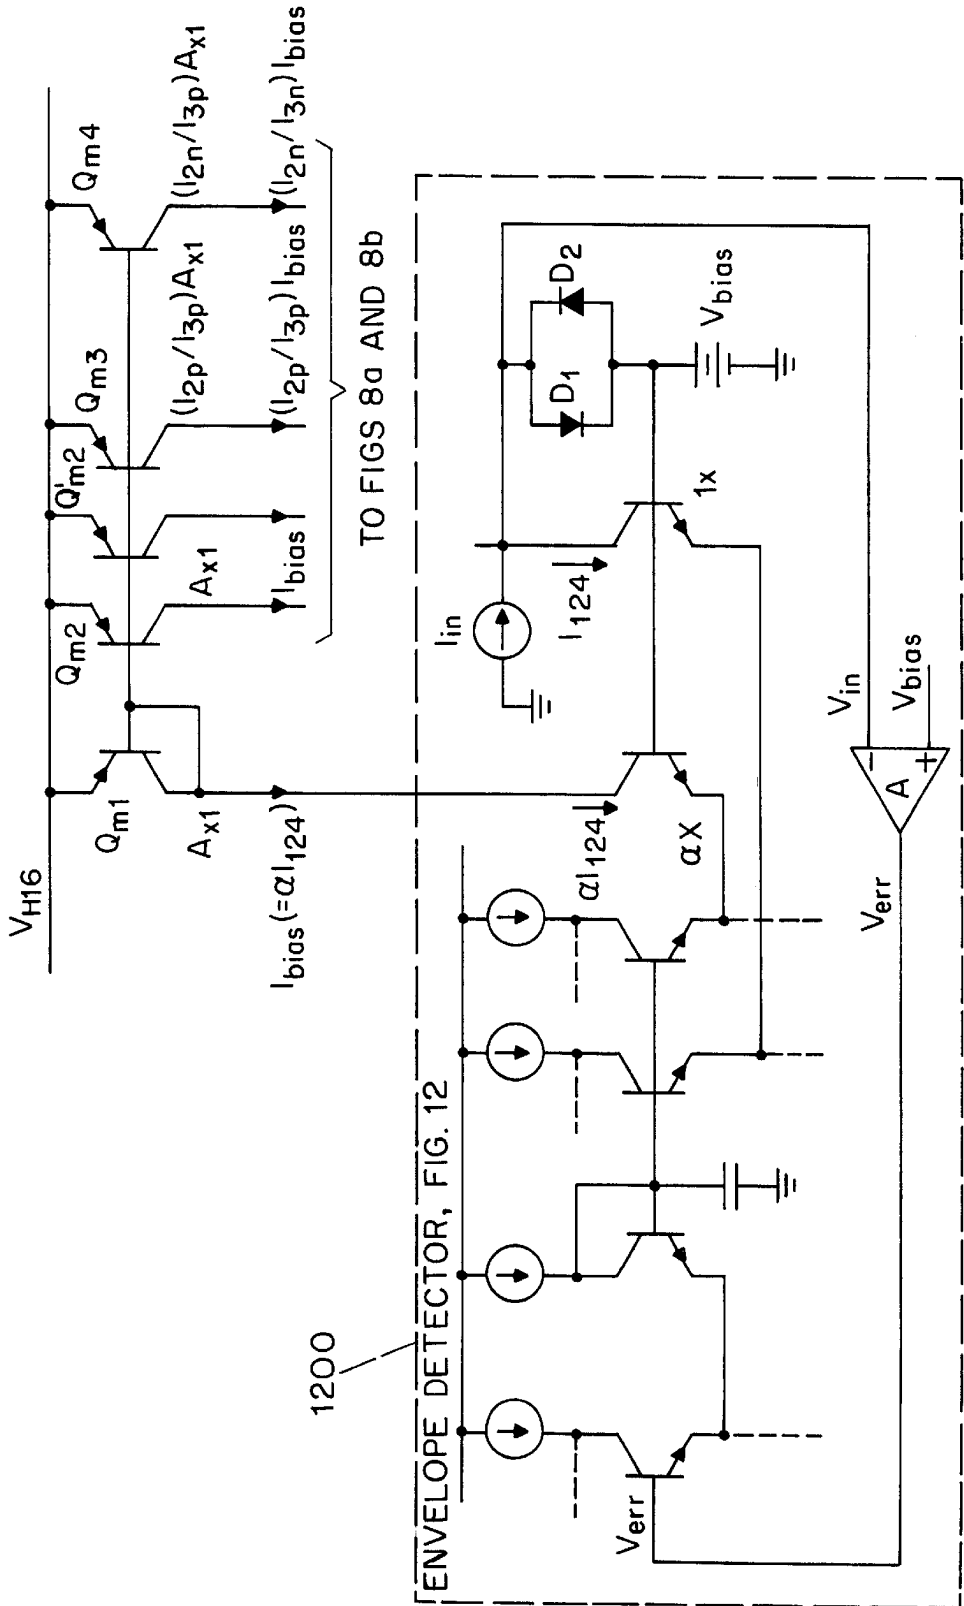 V_H16
Q_m1
Q_m2
Q'_m2
Q_m3
Q_m4
A_x1
A_x1
(I_2p/I_3p)A_x1
(I_2n/I_3p)A_x1
I_bias(=αI_124)
I_bias
(I_2p/I_3p)I_bias
(I_2n/I_3n)I_bias
TO FIGS 8a AND 8b
1200
ENVELOPE DETECTOR, FIG. 12
αI_124
αX
I_in
I_124
1x
D_1
D_2
V_bias
V_err
V_err
A
−
+
V_in
V_bias